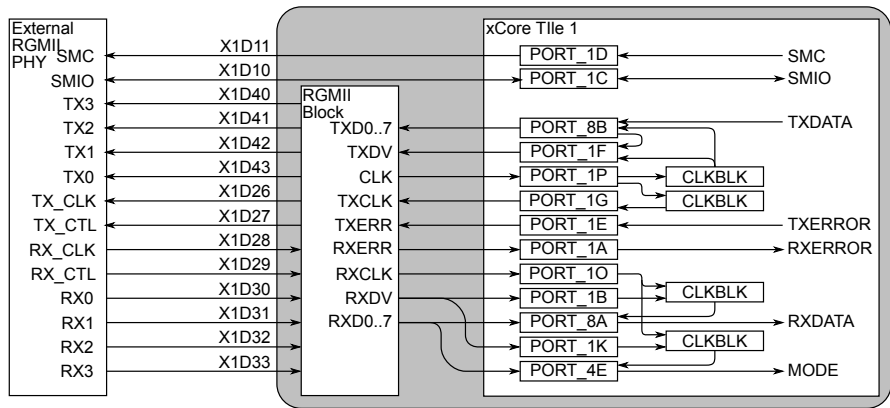 External
RGMII
PHY
SMC
SMIO
TX3
TX2
TX1
TX0
TX_CLK
TX_CTL
RX_CLK
RX_CTL
RX0
RX1
RX2
RX3
X1D11
X1D10
X1D40
X1D41
X1D42
X1D43
X1D26
X1D27
X1D28
X1D29
X1D30
X1D31
X1D32
X1D33
RGMII
Block
TXD0..7
TXDV
CLK
TXCLK
TXERR
RXERR
RXCLK
RXDV
RXD0..7
xCore TIle 1
PORT_1D
PORT_1C
PORT_8B
PORT_1F
PORT_1P
PORT_1G
PORT_1E
PORT_1A
PORT_1O
PORT_1B
PORT_8A
PORT_1K
PORT_4E
CLKBLK
CLKBLK
CLKBLK
CLKBLK
SMC
SMIO
TXDATA
TXERROR
RXERROR
RXDATA
MODE